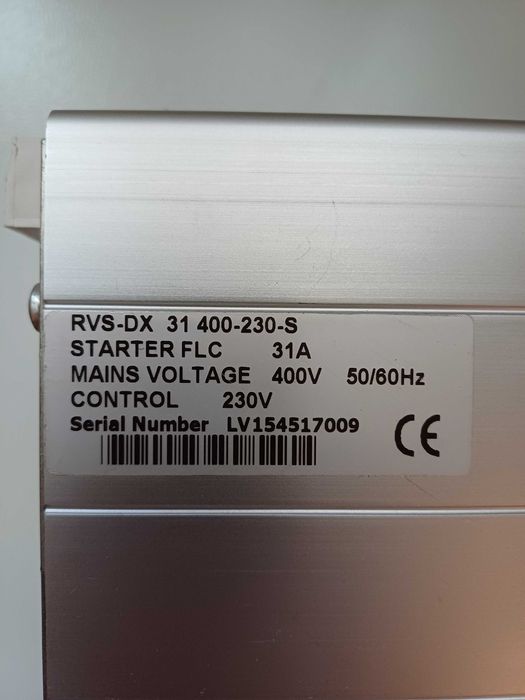 RVS-DX 31 400-230-S
STARTER FLC 31A
MAINS VOLTAGE 400V 50/60Hz
CONTROL 230V
Serial Number LV154517009
CE